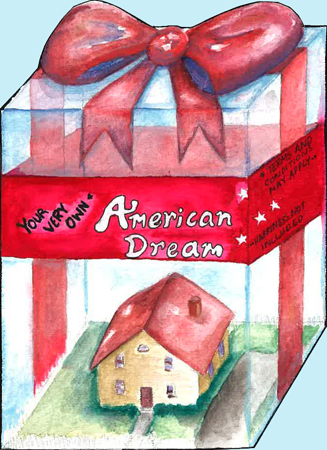 YOUR
VERY
OWN*
American
Dream
* TERMS AND
CONDITIONS
MAY APPLY
HAPPINESS NOT
INCLUDED